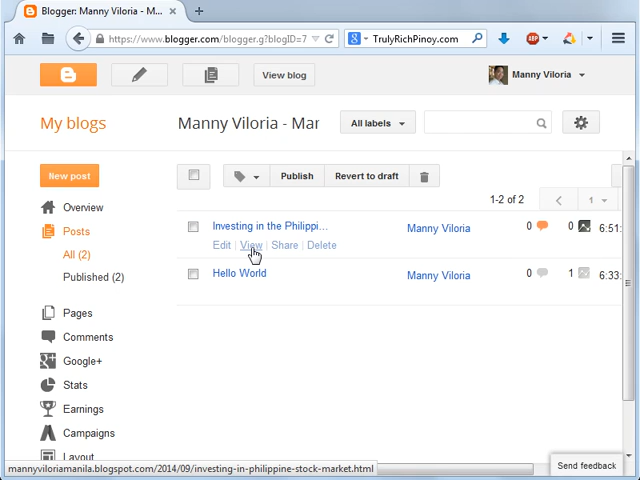 Blogger: Manny Viloria - M...
https://www.blogger.com/blogger.g?blogID=7
TrulyRichPinoy.com
ABP
View blog
Manny Viloria
My blogs
Manny Viloria - Mar
All labels
New post
Publish
Revert to draft
1-2 of 2
1
Overview
Posts
All (2)
Published (2)
Pages
Comments
Google+
Stats
Earnings
Campaigns
Layout
Investing in the Philippi...
Manny Viloria
0
0
6:51:
Edit | View | Share | Delete
Hello World
Manny Viloria
0
1
6:33:
Send feedback
mannyviloriamanila.blogspot.com/2014/09/investing-in-philippine-stock-market.html